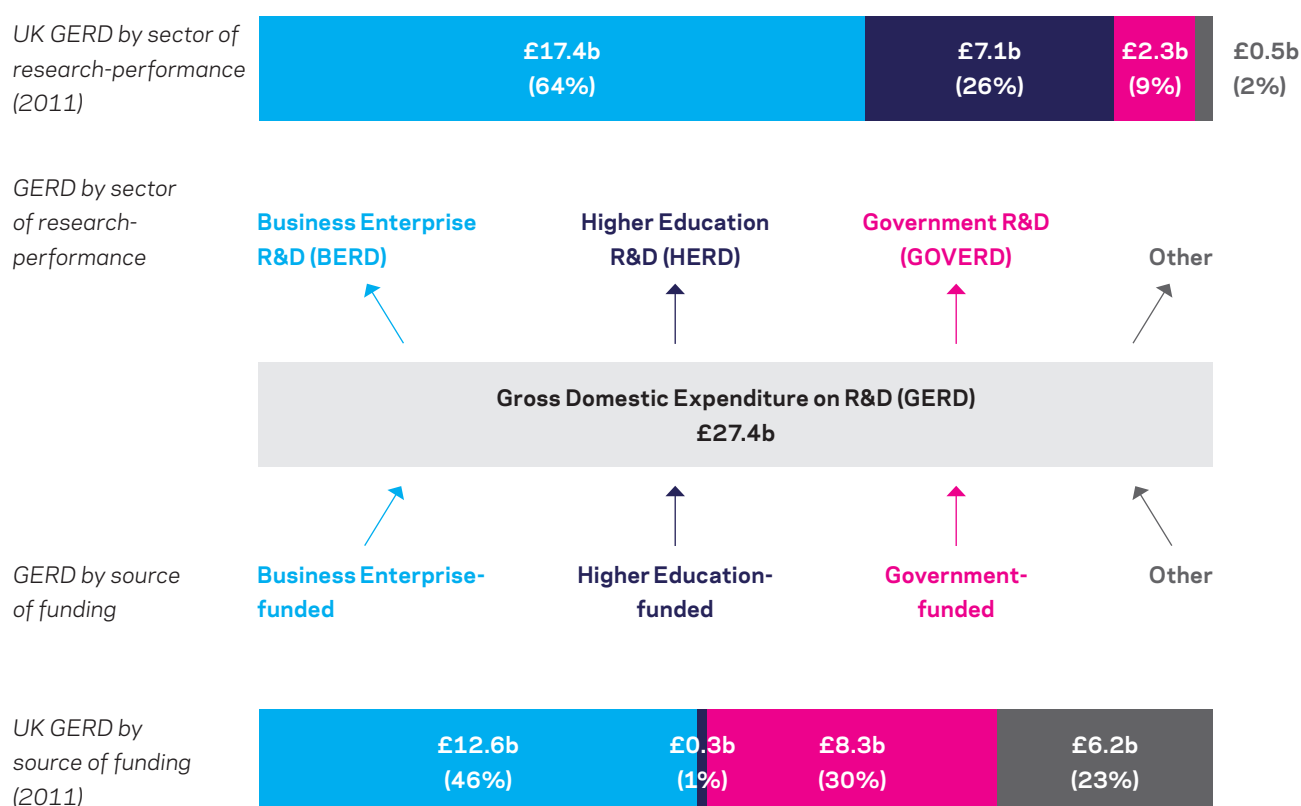 UK GERD by sector of
research-performance
(2011)
£17.4b
(64%)
£7.1b
(26%)
£2.3b
(9%)
£0.5b
(2%)
GERD by sector
of research-
performance
Business Enterprise
R&D (BERD)
Higher Education
R&D (HERD)
Government R&D
(GOVERD)
Other
Gross Domestic Expenditure on R&D (GERD)
£27.4b
GERD by source
of funding
Business Enterprise-
funded
Higher Education-
funded
Government-
funded
Other
UK GERD by
source of funding
(2011)
£12.6b
(46%)
£0.3b
(1%)
£8.3b
(30%)
£6.2b
(23%)